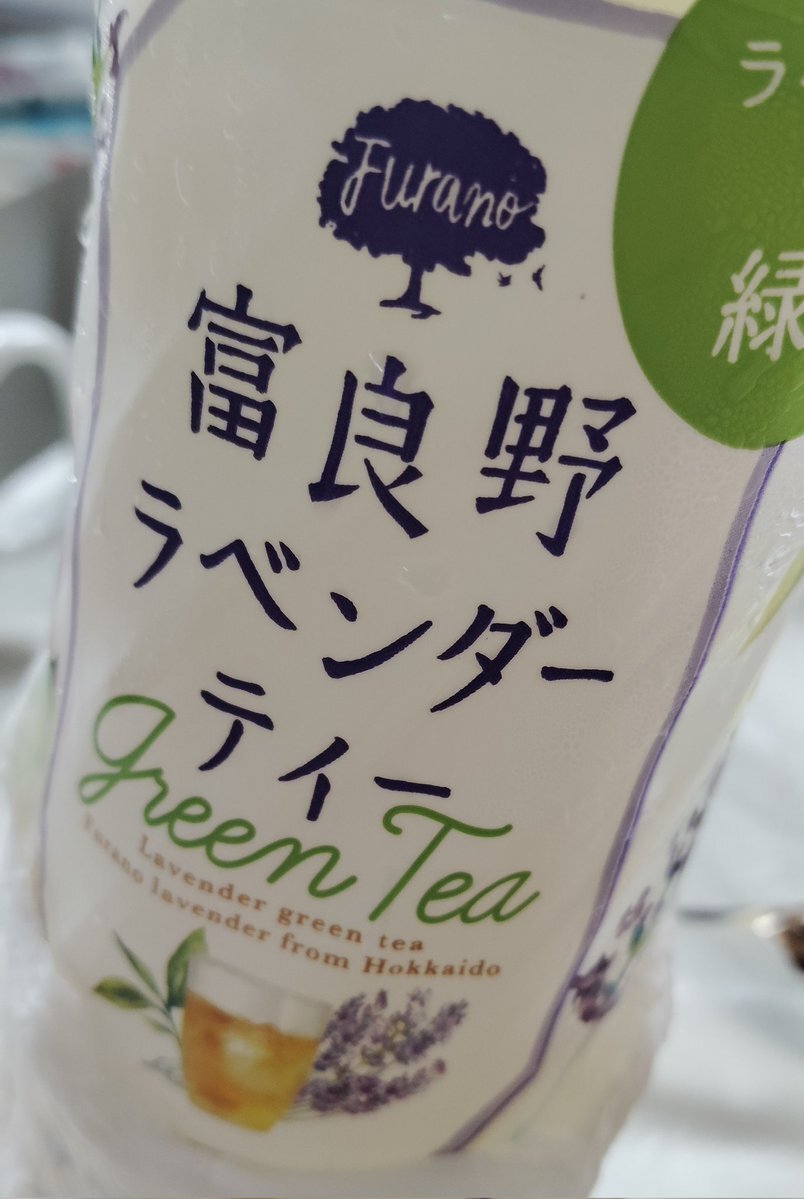 Furano
ラ
緑
富良野
ラベンダー
ティー
Green Tea
Lavender green tea
Furano lavender from Hokkaido